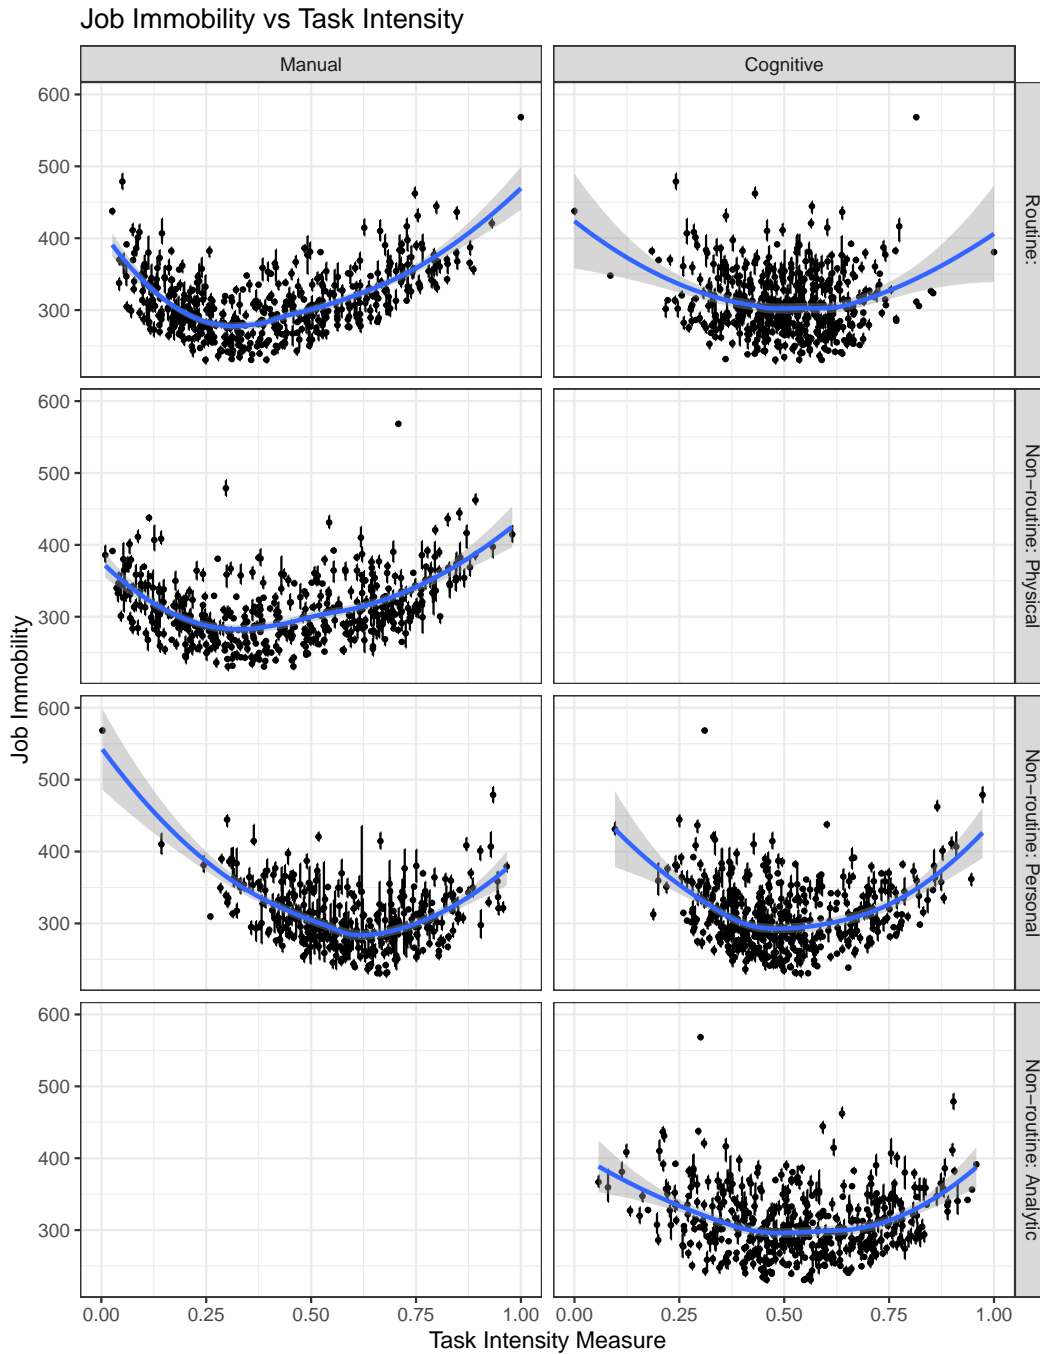 Job Immobility vs Task Intensity
Manual
Cognitive
600
500
400
300
Routine:
600
500
400
300
Non−routine: Physical
Job Immobility
600
500
400
300
Non−routine: Personal
600
500
400
300
Non−routine: Analytic
0.00 0.25 0.50 0.75 1.00
0.00 0.25 0.50 0.75 1.00
Task Intensity Measure